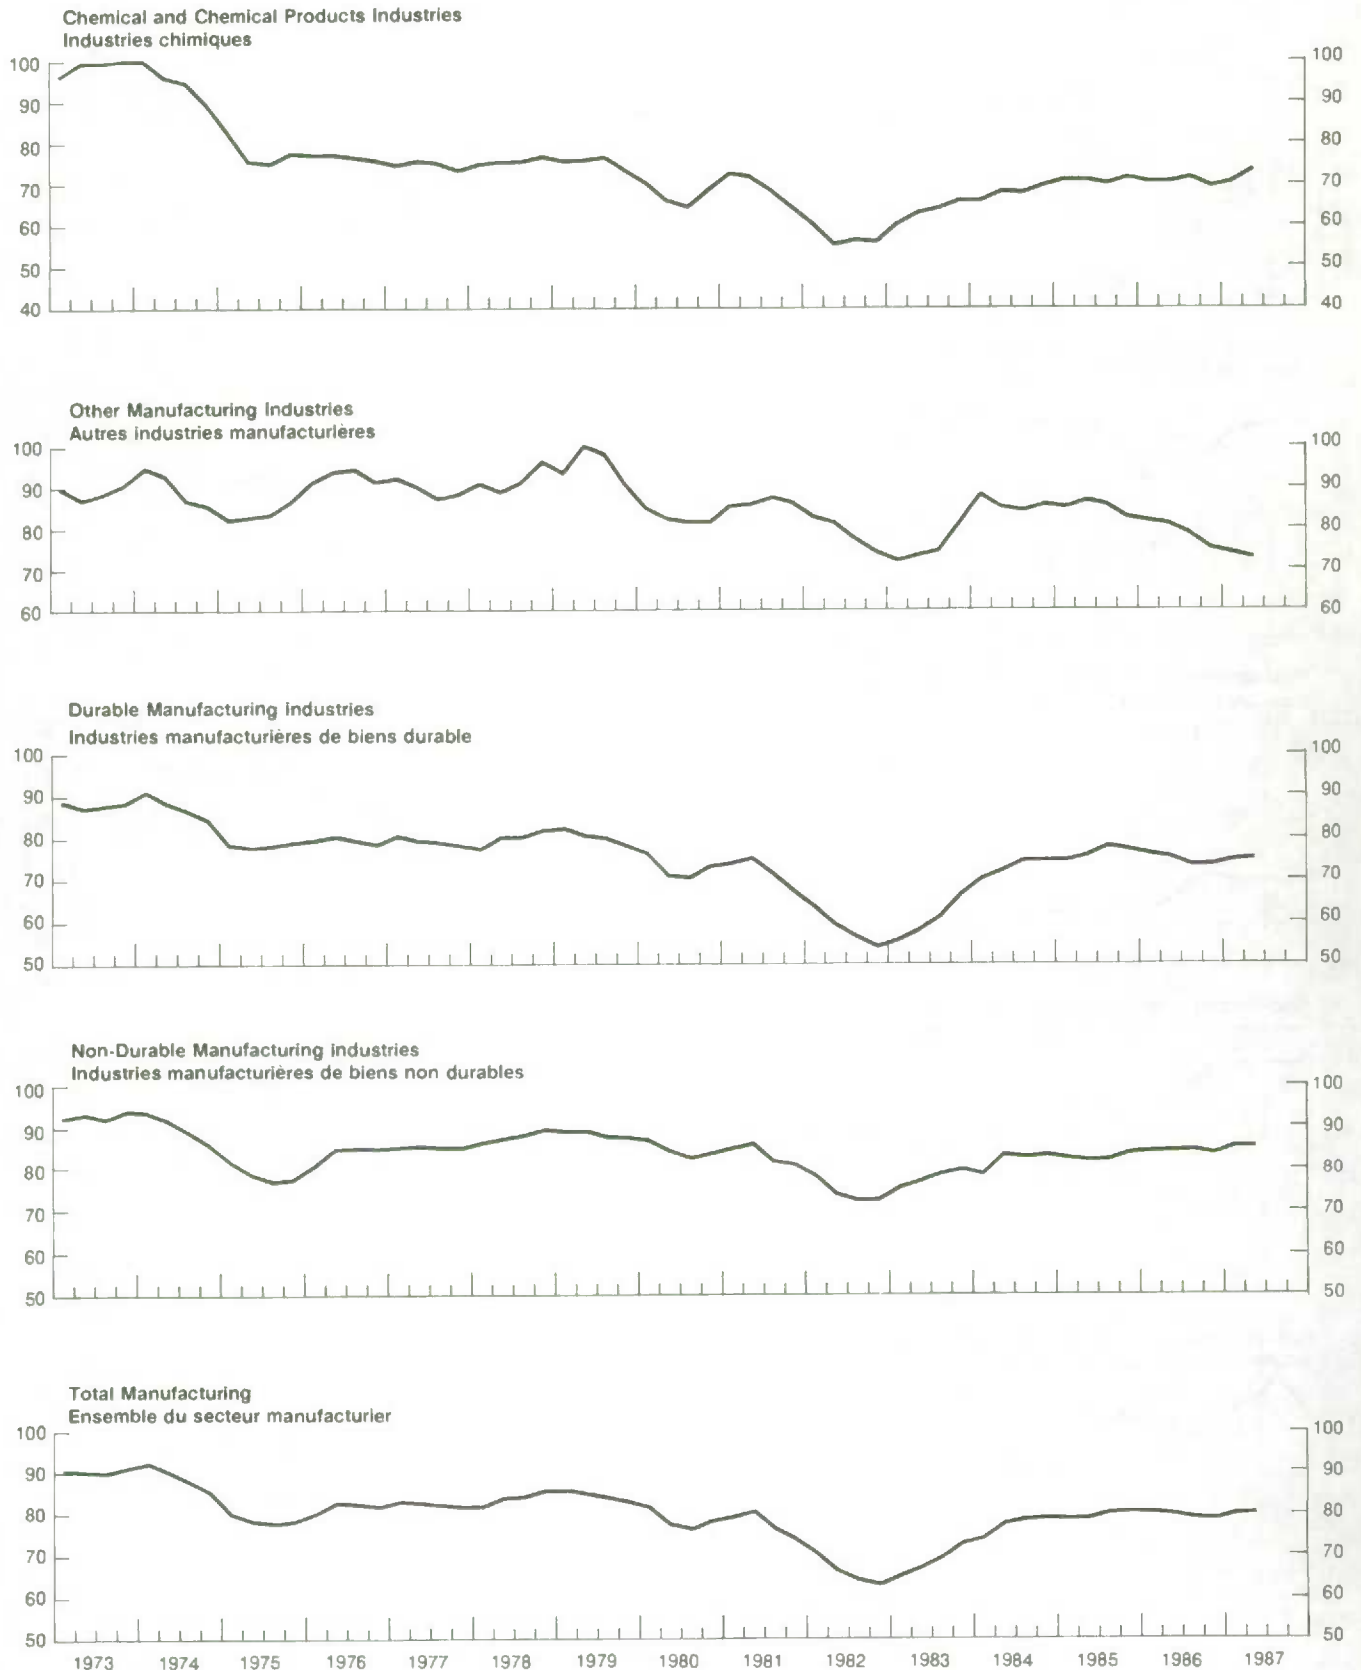 Chemical and Chemical Products Industries
Industries chimiques
100 100
90 90
80 80
70 70
60 60
50 50
40 40
Other Manufacturing Industries
Autres industries manufacturières
100 100
90 90
80 80
70 70
60 60
Durable Manufacturing industries
Industries manufacturières de biens durable
100 100
90 90
80 80
70 70
60 60
50 50
Non-Durable Manufacturing industries
Industries manufacturières de biens non durables
100 100
90 90
80 80
70 70
60 60
50 50
Total Manufacturing
Ensemble du secteur manufacturier
100 100
90 90
80 80
70 70
60 60
50 50
1973 1974 1975 1976 1977 1978 1979 1980 1981 1982 1983 1984 1985 1986 1987